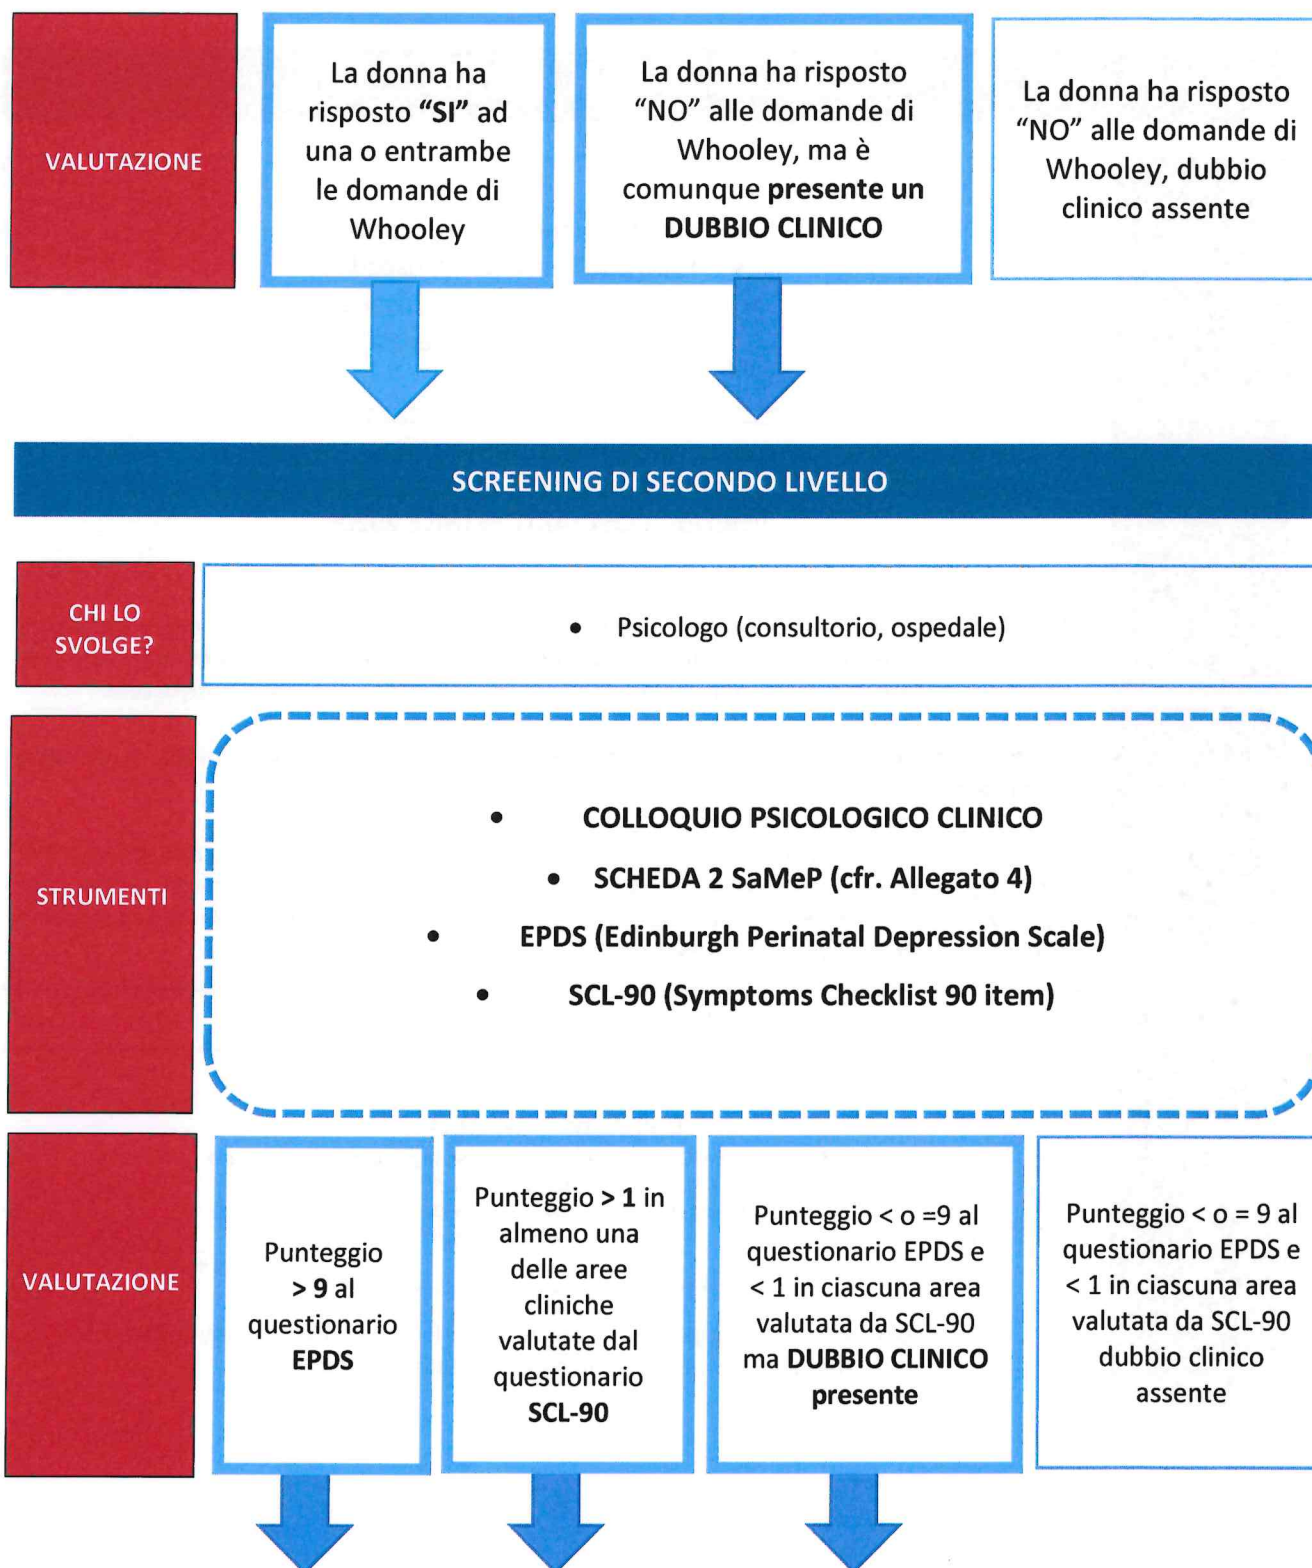 VALUTAZIONE
La donna ha
risposto “SI” ad
una o entrambe
le domande di
Whooley
La donna ha risposto
“NO” alle domande di
Whooley, ma è
comunque presente un
DUBBIO CLINICO
La donna ha risposto
“NO” alle domande di
Whooley, dubbio
clinico assente
SCREENING DI SECONDO LIVELLO
CHI LO
SVOLGE?
• Psicologo (consultorio, ospedale)
STRUMENTI
• COLLOQUIO PSICOLOGICO CLINICO
• SCHEDA 2 SaMeP (cfr. Allegato 4)
• EPDS (Edinburgh Perinatal Depression Scale)
• SCL-90 (Symptoms Checklist 90 item)
VALUTAZIONE
Punteggio
> 9 al
questionario
EPDS
Punteggio > 1 in
almeno una
delle aree
cliniche
valutate dal
questionario
SCL-90
Punteggio < o =9 al
questionario EPDS e
< 1 in ciascuna area
valutata da SCL-90
ma DUBBIO CLINICO
presente
Punteggio < o = 9 al
questionario EPDS e
< 1 in ciascuna area
valutata da SCL-90
dubbio clinico
assente